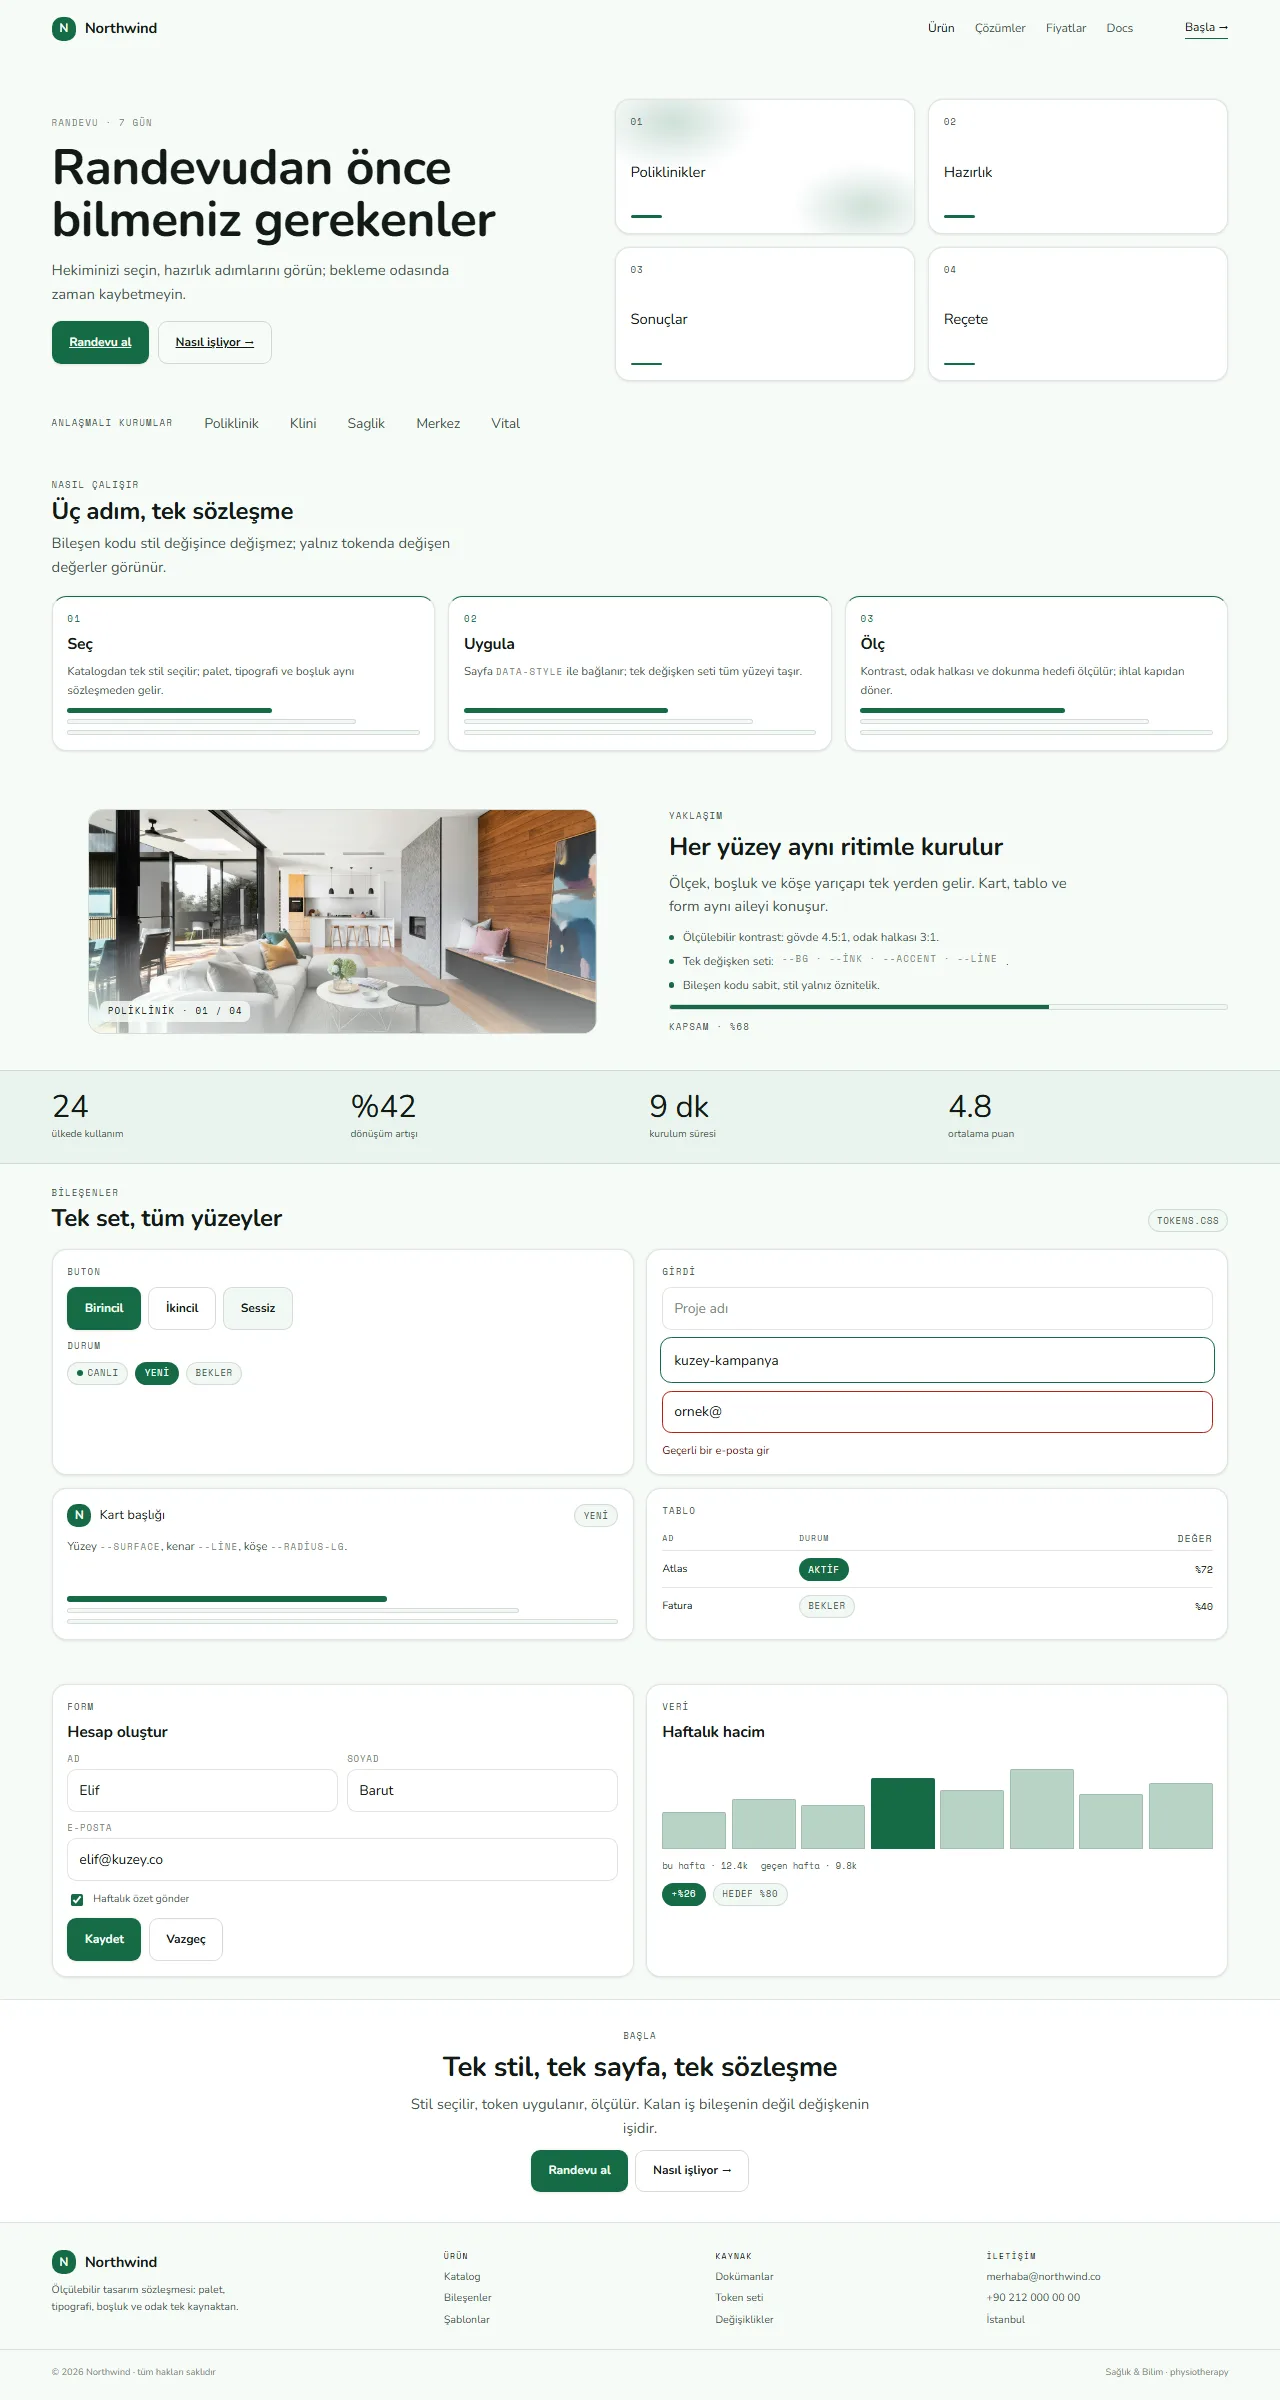 N Northwind
Ürün Çözümler Fiyatlar Docs Başla →
RANDEVU · 7 GÜN
Randevudan önce
bilmeniz gerekenler
Hekiminizi seçin, hazırlık adımlarını görün; bekleme odasında
zaman kaybetmeyin.
Randevu al Nasıl işliyor →
01
Poliklinikler
02
Hazırlık
03
Sonuçlar
04
Reçete
ANLAŞMALI KURUMLAR Poliklinik Klini Saglik Merkez Vital
NASIL ÇALIŞIR
Üç adım, tek sözleşme
Bileşen kodu stil değişince değişmez; yalnız tokenda değişen
değerler görünür.
01
Seç
Katalogdan tek stil seçilir; palet, tipografi ve boşluk aynı
sözleşmeden gelir.
02
Uygula
Sayfa DATA-STYLE ile bağlanır; tek değişken seti tüm yüzeyi taşır.
03
Ölç
Kontrast, odak halkası ve dokunma hedefi ölçülür; ihlal kapıdan
döner.
POLİKLİNİK · 01 / 04
YAKLAŞIM
Her yüzey aynı ritimle kurulur
Ölçek, boşluk ve köşe yarıçapı tek yerden gelir. Kart, tablo ve
form aynı aileyi konuşur.
Ölçülebilir kontrast: gövde 4.5:1, odak halkası 3:1.
Tek değişken seti: --BG · --İNK · --ACCENT · --LİNE .
Bileşen kodu sabit, stil yalnız öznitelik.
KAPSAM · %68
24
ülkede kullanım
%42
dönüşüm artışı
9 dk
kurulum süresi
4.8
ortalama puan
BİLEŞENLER
Tek set, tüm yüzeyler
TOKENS.CSS
BUTON
Birincil İkincil Sessiz
DURUM
CANLI YENİ BEKLER
GİRDİ
Proje adı
kuzey-kampanya
ornek@
Geçerli bir e-posta gir
N Kart başlığı YENİ
Yüzey --SURFACE, kenar --LİNE, köşe --RADİUS-LG.
TABLO
AD DURUM DEĞER
Atlas AKTİF %72
Fatura BEKLER %40
FORM
Hesap oluştur
AD SOYAD
Elif Barut
E-POSTA
elif@kuzey.co
Haftalık özet gönder
Kaydet Vazgeç
VERİ
Haftalık hacim
bu hafta · 12.4k geçen hafta · 9.8k
+%26 HEDEF %80
BAŞLA
Tek stil, tek sayfa, tek sözleşme
Stil seçilir, token uygulanır, ölçülür. Kalan iş bileşenin değil değişkenin
işidir.
Randevu al Nasıl işliyor →
N Northwind
Ölçülebilir tasarım sözleşmesi: palet,
tipografi, boşluk ve odak tek kaynaktan.
ÜRÜN
Katalog
Bileşenler
Şablonlar
KAYNAK
Dokümanlar
Token seti
Değişiklikler
İLETİŞİM
merhaba@northwind.co
+90 212 000 00 00
İstanbul
© 2026 Northwind · tüm hakları saklıdır
Sağlık & Bilim · physiotherapy